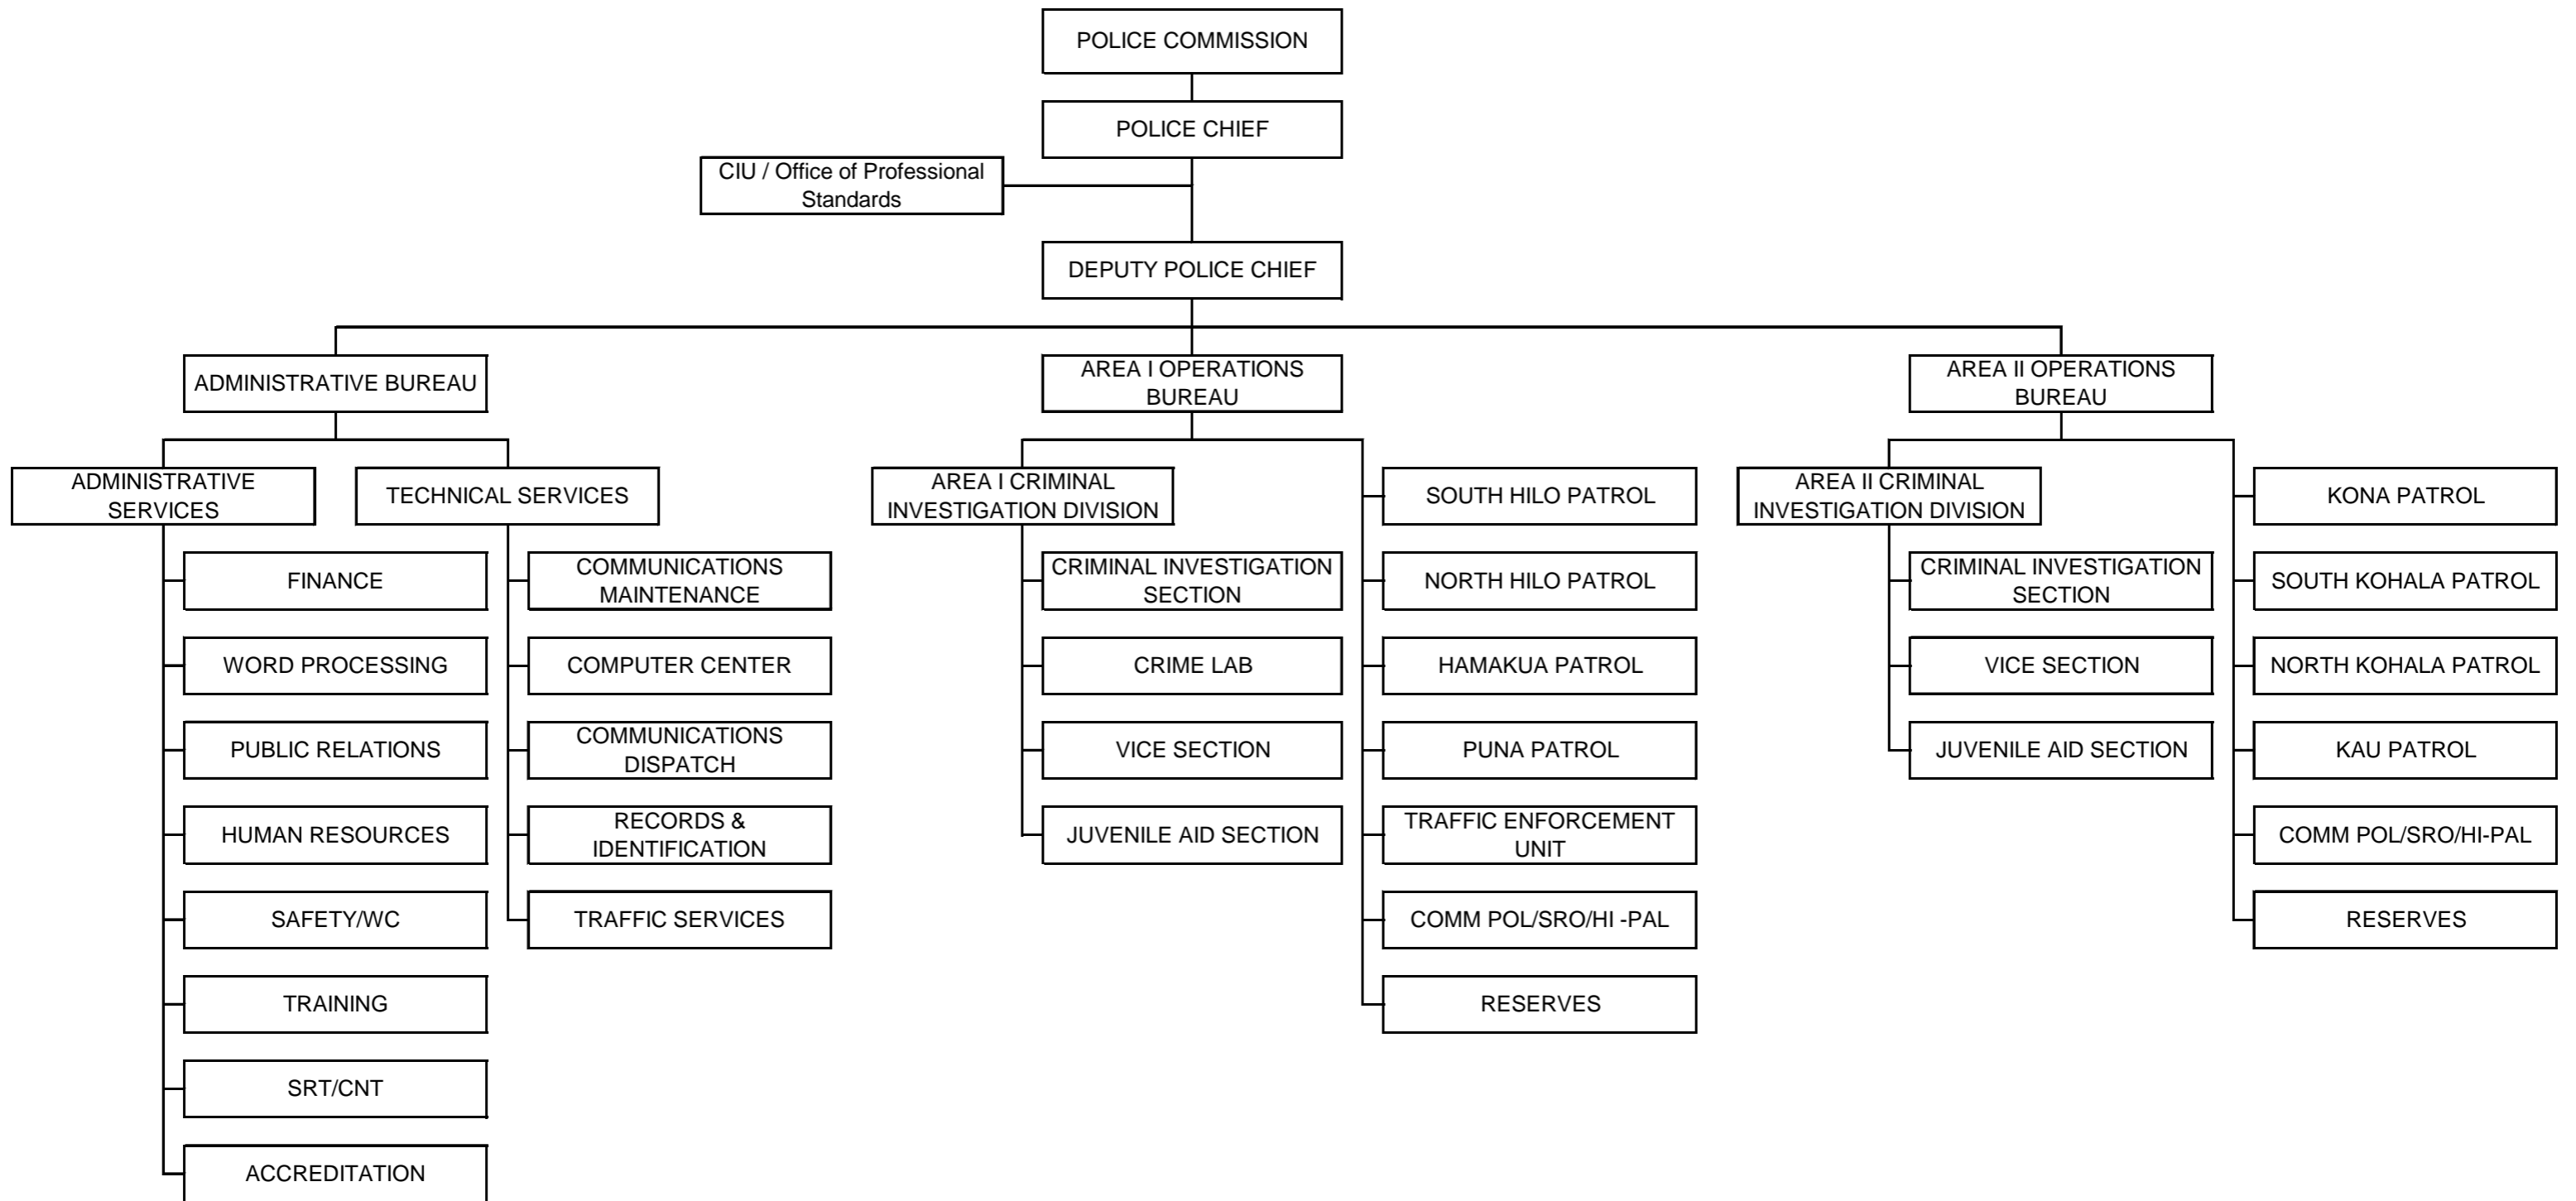 POLICE COMMISSION
POLICE CHIEF
CIU / Office of Professional
Standards
DEPUTY POLICE CHIEF
ADMINISTRATIVE BUREAU
ADMINISTRATIVE
SERVICES
FINANCE
WORD PROCESSING
PUBLIC RELATIONS
HUMAN RESOURCES
SAFETY/WC
TRAINING
SRT/CNT
ACCREDITATION
TECHNICAL SERVICES
COMMUNICATIONS
MAINTENANCE
COMPUTER CENTER
COMMUNICATIONS
DISPATCH
RECORDS &
IDENTIFICATION
TRAFFIC SERVICES
AREA I OPERATIONS
BUREAU
AREA I CRIMINAL
INVESTIGATION DIVISION
CRIMINAL INVESTIGATION
SECTION
CRIME LAB
VICE SECTION
JUVENILE AID SECTION
SOUTH HILO PATROL
NORTH HILO PATROL
HAMAKUA PATROL
PUNA PATROL
TRAFFIC ENFORCEMENT
UNIT
COMM POL/SRO/HI -PAL
RESERVES
AREA II OPERATIONS
BUREAU
AREA II CRIMINAL
INVESTIGATION DIVISION
CRIMINAL INVESTIGATION
SECTION
VICE SECTION
JUVENILE AID SECTION
KONA PATROL
SOUTH KOHALA PATROL
NORTH KOHALA PATROL
KAU PATROL
COMM POL/SRO/HI-PAL
RESERVES